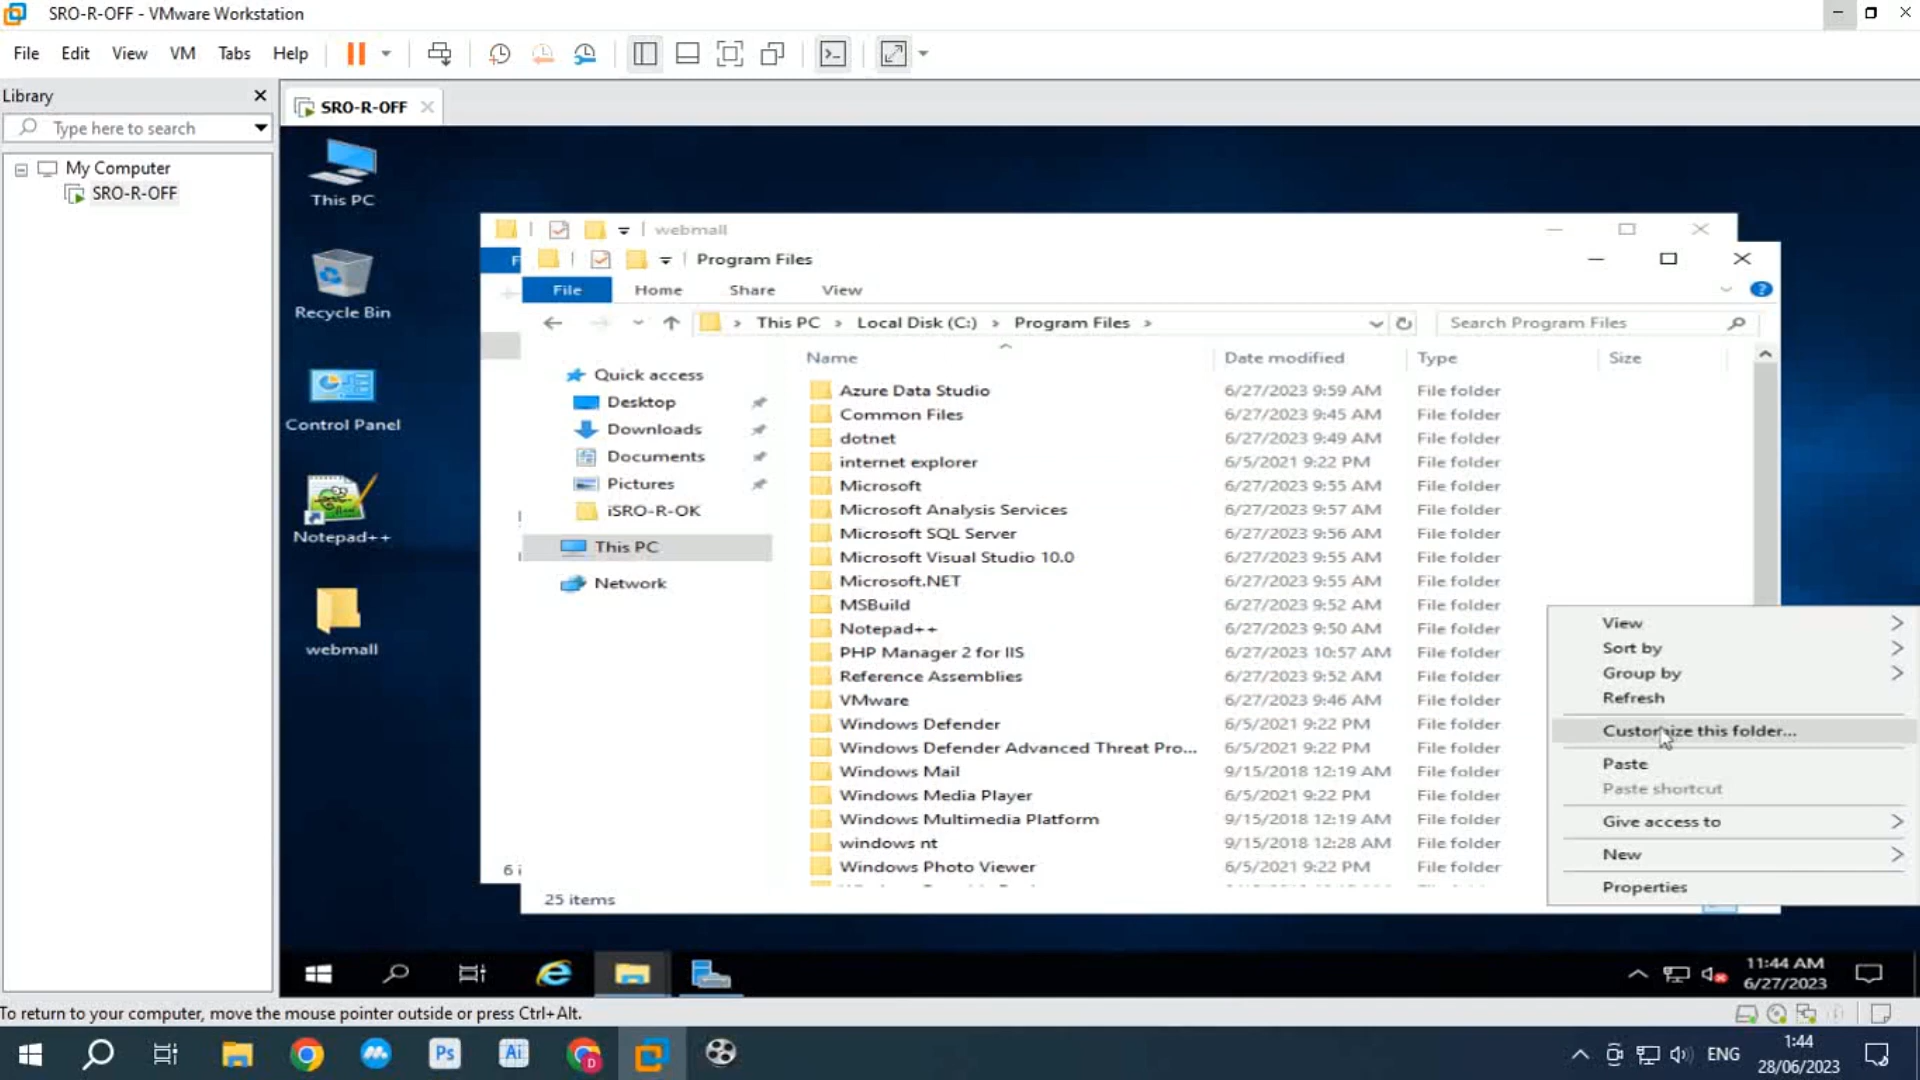 SRO-R-OFF - VMware Workstation
File Edit View VM Tabs Help
Library
Type here to search
My Computer
SRO-R-OFF
SRO-R-OFF
This PC
Recycle Bin
Control Panel
Notepad++
webmall
webmall
Program Files
File Home Share View
This PC Local Disk (C:) Program Files
Search Program Files
Quick access
Desktop
Downloads
Documents
Pictures
iSRO-R-OK
This PC
Network
Name Date modified Type Size
Azure Data Studio 6/27/2023 9:59 AM File folder
Common Files 6/27/2023 9:45 AM File folder
dotnet 6/27/2023 9:49 AM File folder
internet explorer 6/5/2021 9:22 PM File folder
Microsoft 6/27/2023 9:55 AM File folder
Microsoft Analysis Services 6/27/2023 9:57 AM File folder
Microsoft SQL Server 6/27/2023 9:56 AM File folder
Microsoft Visual Studio 10.0 6/27/2023 9:55 AM File folder
Microsoft.NET 6/27/2023 9:55 AM File folder
MSBuild 6/27/2023 9:52 AM File folder
Notepad++ 6/27/2023 9:50 AM File folder
PHP Manager 2 for IIS 6/27/2023 10:57 AM File folder
Reference Assemblies 6/27/2023 9:52 AM File folder
VMware 6/27/2023 9:46 AM File folder
Windows Defender 6/5/2021 9:22 PM File folder
Windows Defender Advanced Threat Pro... 6/5/2021 9:22 PM File folder
Windows Mail 9/15/2018 12:19 AM File folder
Windows Media Player 6/5/2021 9:22 PM File folder
Windows Multimedia Platform 9/15/2018 12:19 AM File folder
windows nt 9/15/2018 12:28 AM File folder
Windows Photo Viewer 6/5/2021 9:22 PM File folder
25 items
View
Sort by
Group by
Refresh
Customize this folder...
Paste
Paste shortcut
Give access to
New
Properties
11:44 AM
6/27/2023
To return to your computer, move the mouse pointer outside or press Ctrl+Alt.
Ps
Ai
D
ENG
1:44
28/06/2023